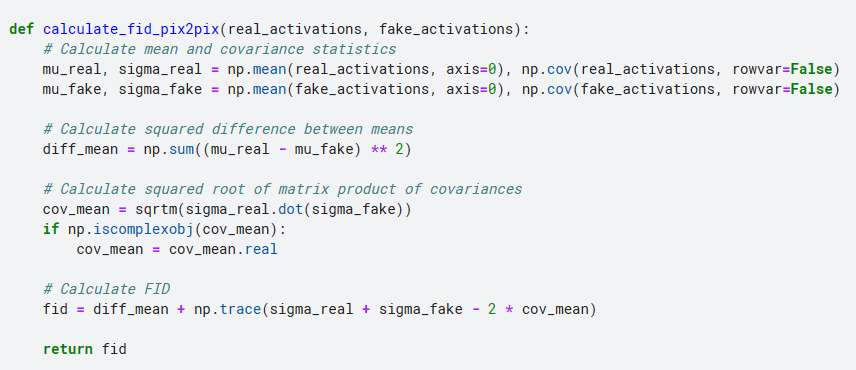 def calculate_fid_pix2pix(real_activations, fake_activations):
    # Calculate mean and covariance statistics
    mu_real, sigma_real = np.mean(real_activations, axis=0), np.cov(real_activations, rowvar=False)
    mu_fake, sigma_fake = np.mean(fake_activations, axis=0), np.cov(fake_activations, rowvar=False)

    # Calculate squared difference between means
    diff_mean = np.sum((mu_real - mu_fake) ** 2)

    # Calculate squared root of matrix product of covariances
    cov_mean = sqrtm(sigma_real.dot(sigma_fake))
    if np.iscomplexobj(cov_mean):
        cov_mean = cov_mean.real

    # Calculate FID
    fid = diff_mean + np.trace(sigma_real + sigma_fake - 2 * cov_mean)

    return fid